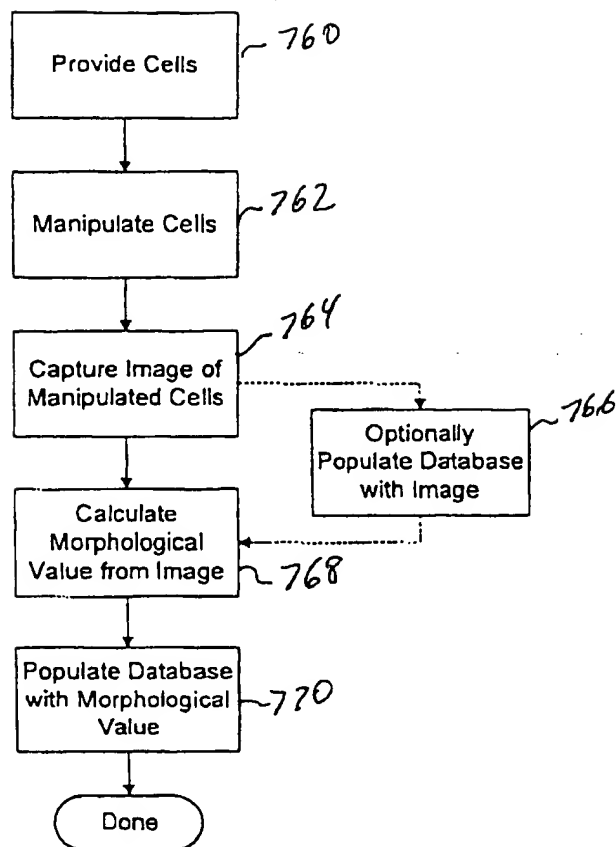 Provide Cells
760
Manipulate Cells
762
Capture Image of
Manipulated Cells
764
Optionally
Populate Database
with Image
766
Calculate
Morphological
Value from Image
768
Populate Database
with Morphological
Value
770
Done